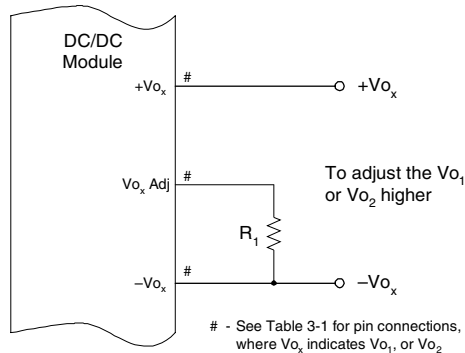 DC/DC
Module
#
+Voₓ
+Voₓ
#
Voₓ Adj
To adjust the Vo₁
or Vo₂ higher
R₁
#
–Voₓ
–Voₓ
# - See Table 3-1 for pin connections,
where Voₓ indicates Vo₁, or Vo₂